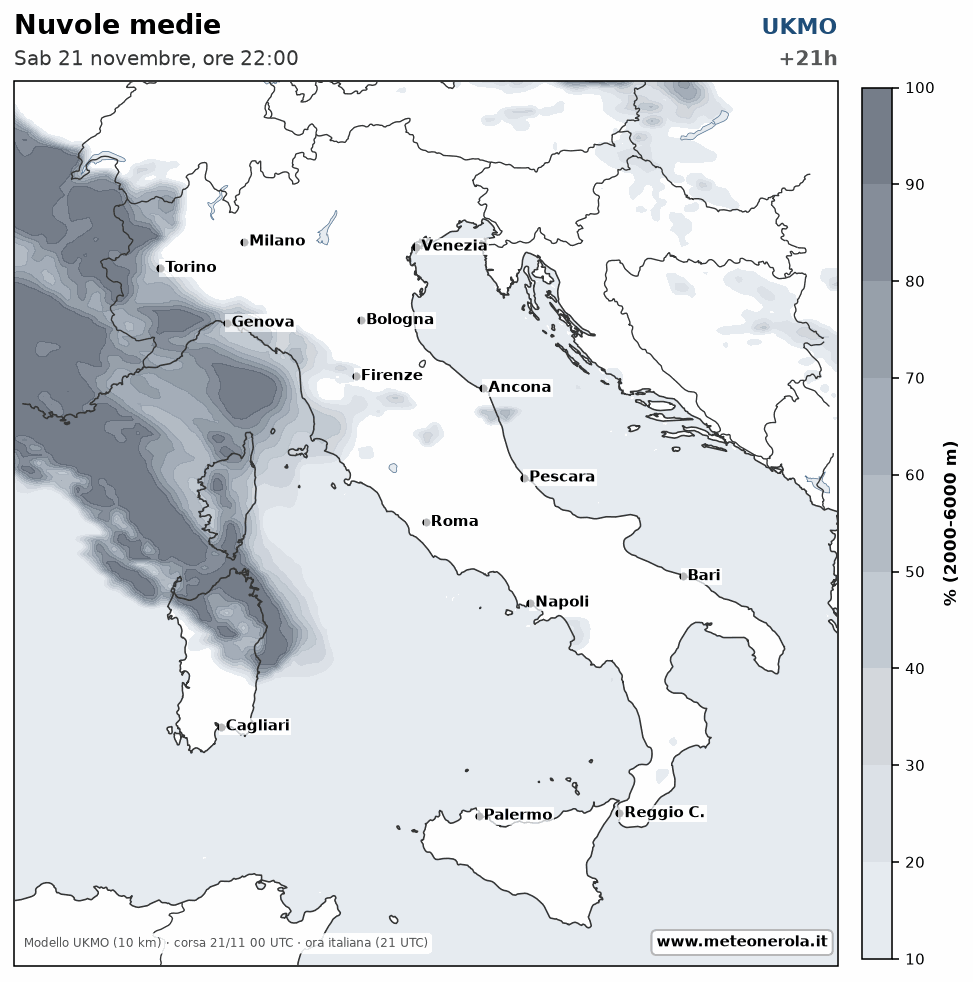 Nuvole medie
UKMO
Sab 21 novembre, ore 22:00
+21h
100
90
80
70
60
50
40
30
20
10
% (2000-6000 m)
Milano
Venezia
Torino
Genova
Bologna
Firenze
Ancona
Pescara
Roma
Bari
Napoli
Cagliari
Palermo
Reggio C.
Modello UKMO (10 km) · corsa 21/11 00 UTC · ora italiana (21 UTC)
www.meteonerola.it